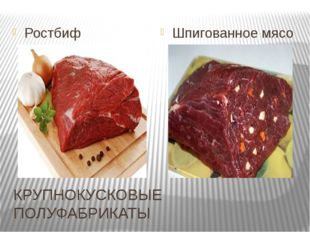 Ростбиф
Шпигованное мясо
КРУПНОКУСКОВЫЕ
ПОЛУФАБРИКАТЫ